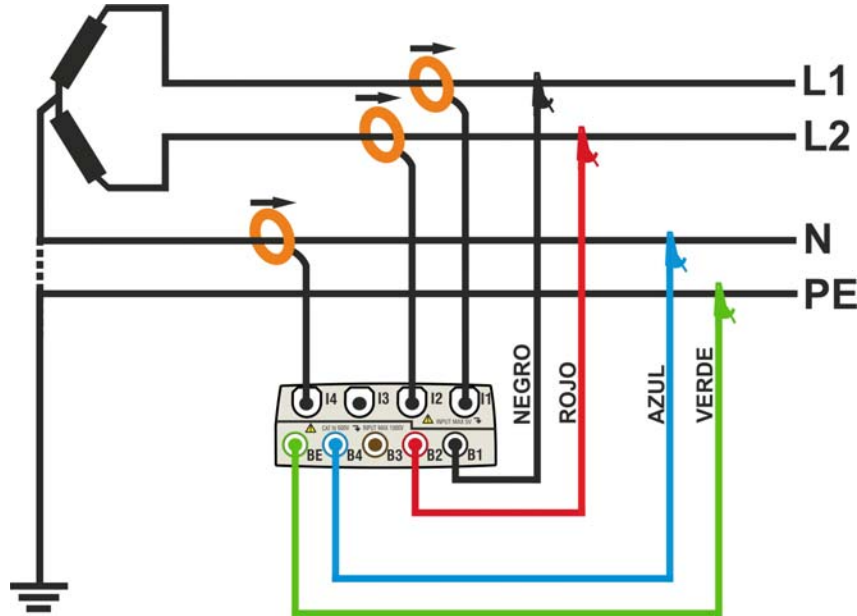 L1
L2
N
PE
NEGRO
ROJO
AZUL
VERDE
I4 I3 I2 I1
INPUT MAX 5V
CAT IV 600V INPUT MAX 1000V
BE B4 B3 B2 B1